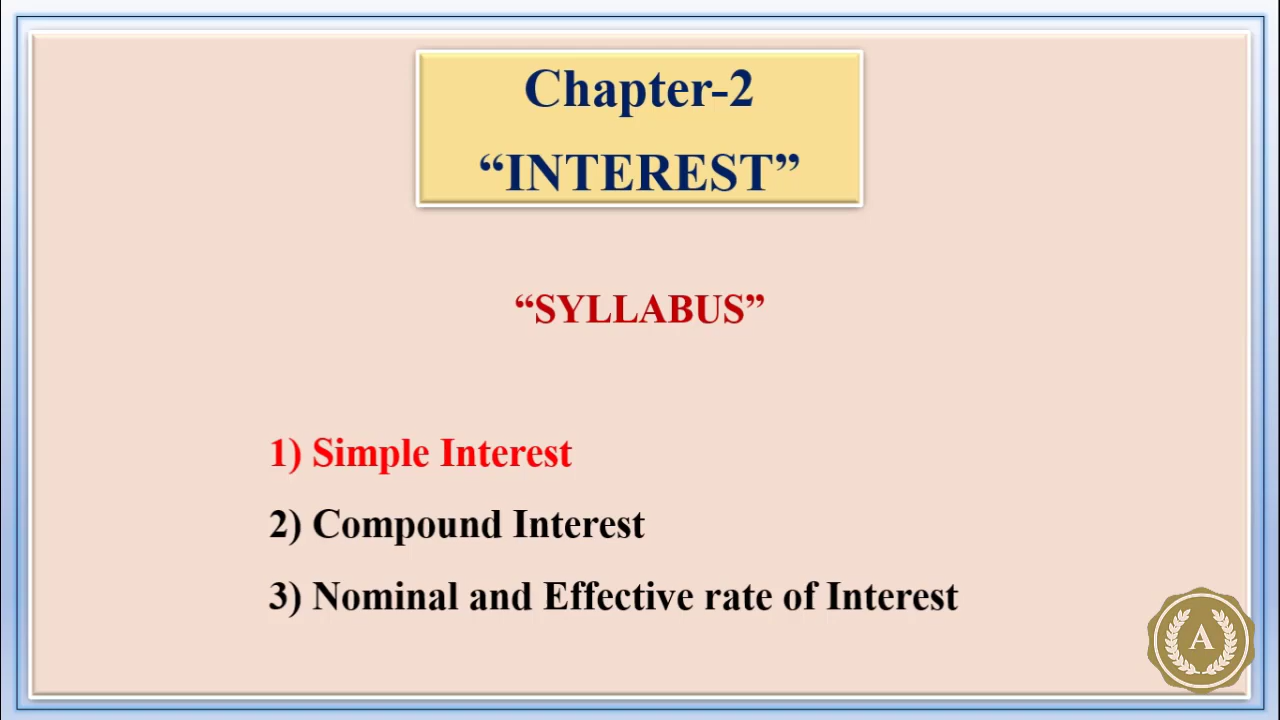 Chapter-2
“INTEREST”
“SYLLABUS”
1) Simple Interest
2) Compound Interest
3) Nominal and Effective rate of Interest
A